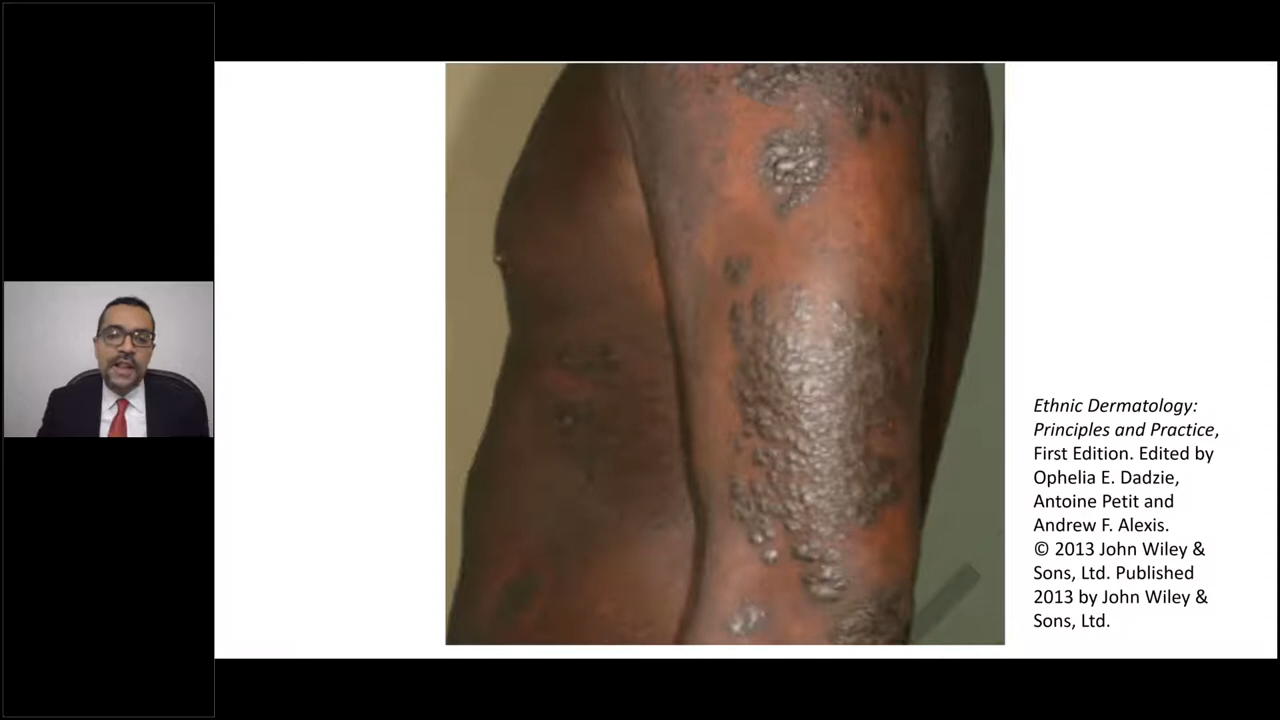 Ethnic Dermatology:
Principles and Practice,
First Edition. Edited by
Ophelia E. Dadzie,
Antoine Petit and
Andrew F. Alexis.
© 2013 John Wiley &
Sons, Ltd. Published
2013 by John Wiley &
Sons, Ltd.